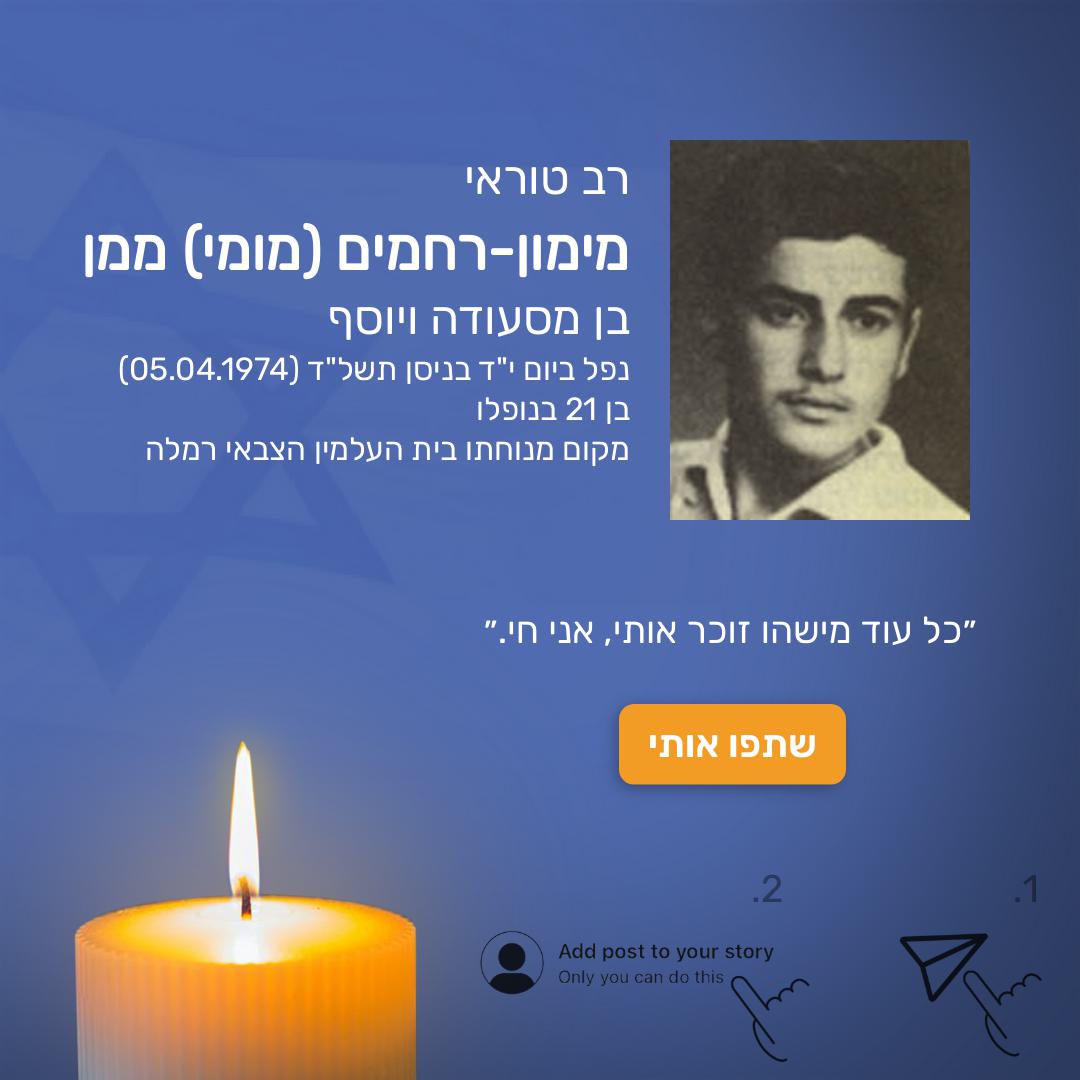 רב טוראי
מימון-רחמים (מומי) ממן
בן מסעודה ויוסף
נפל ביום י"ד בניסן תשל"ד (05.04.1974)
בן 21 בנופלו
מקום מנוחתו בית העלמין הצבאי רמלה
״כל עוד מישהו זוכר אותי, אני חי.״
שתפו אותי
1.
2.
Add post to your story
Only you can do this